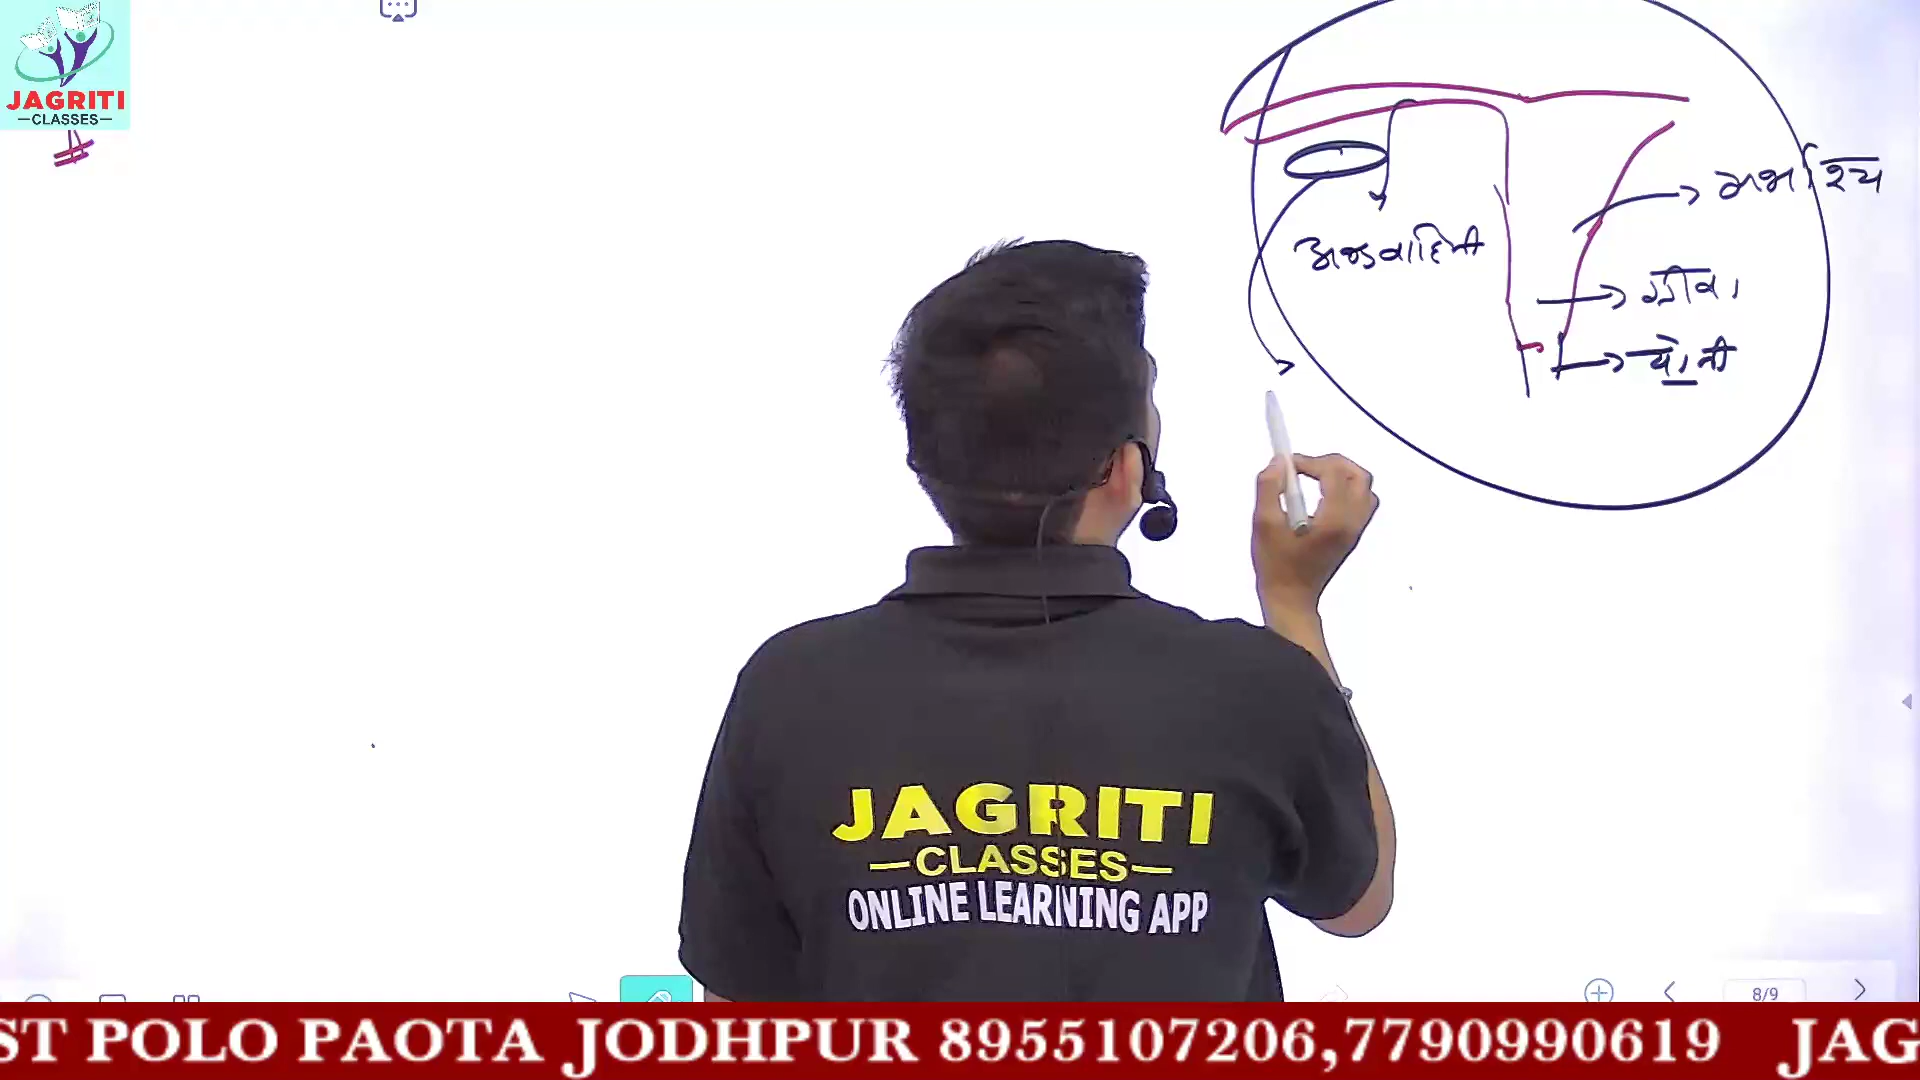 JAGRITI
CLASSES
गर्भाश्य
अण्डवाहिनी
ग्रीवा
योनी
JAGRITI
CLASSES
ONLINE LEARNING APP
8/9
ST POLO PAOTA JODHPUR 8955107206,7790990619 JAG